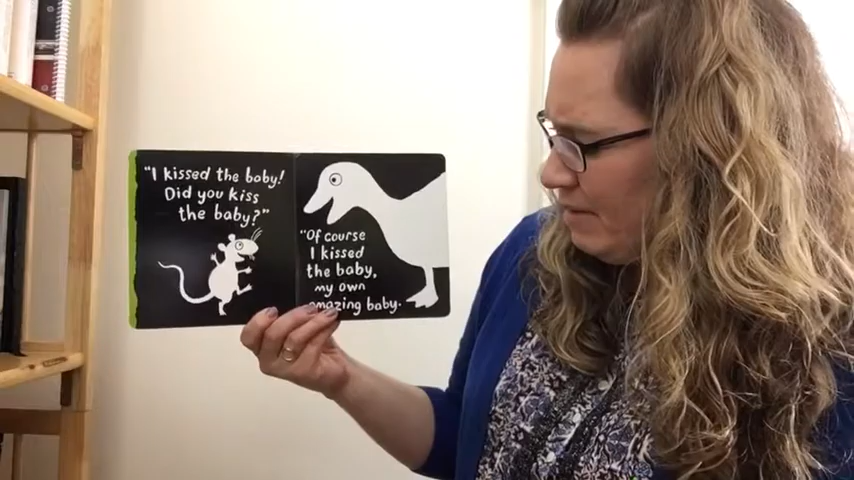 "I kissed the baby!
Did you kiss
the baby?"
"Of course
I kissed
the baby,
my own
amazing baby.